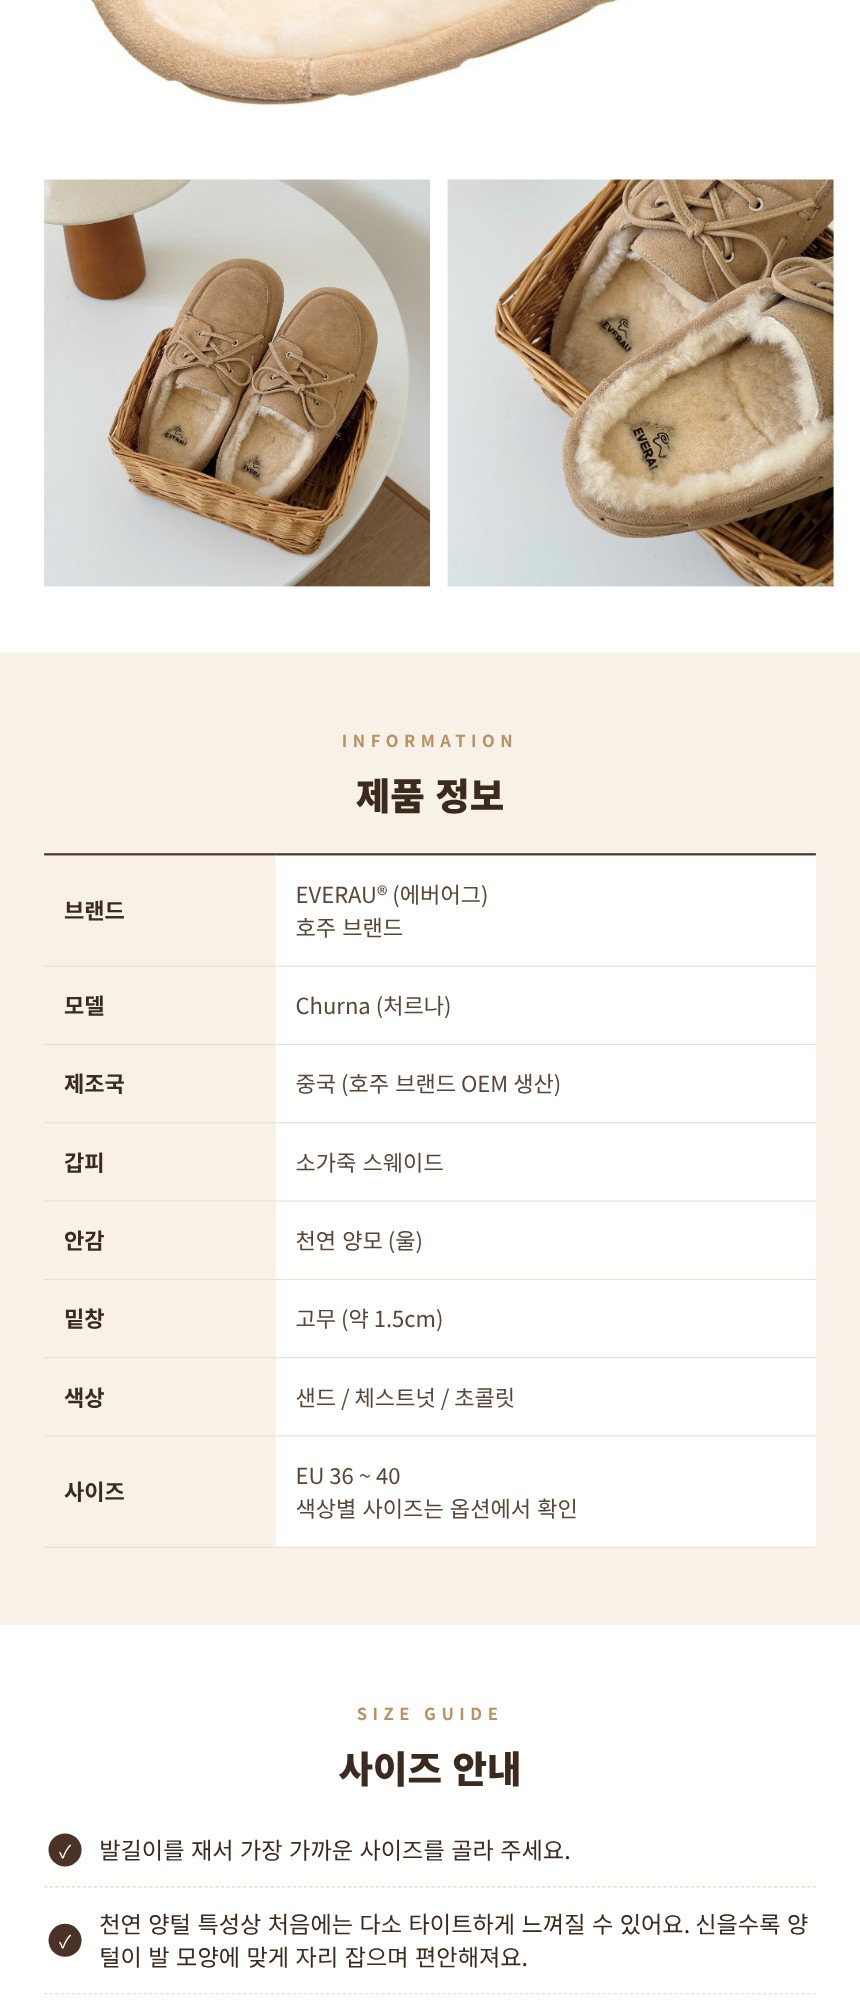 EVERAU
EVERA
EVERAU
EVERAU
INFORMATION
제품 정보
브랜드
EVERAU® (에버어그)
호주 브랜드
모델
Churna (처르나)
제조국
중국 (호주 브랜드 OEM 생산)
갑피
소가죽 스웨이드
안감
천연 양모 (울)
밑창
고무 (약 1.5cm)
색상
샌드 / 체스트넛 / 초콜릿
사이즈
EU 36 ~ 40
색상별 사이즈는 옵션에서 확인
SIZE GUIDE
사이즈 안내
발길이를 재서 가장 가까운 사이즈를 골라 주세요.
천연 양털 특성상 처음에는 다소 타이트하게 느껴질 수 있어요. 신을수록 양
털이 발 모양에 맞게 자리 잡으며 편안해져요.